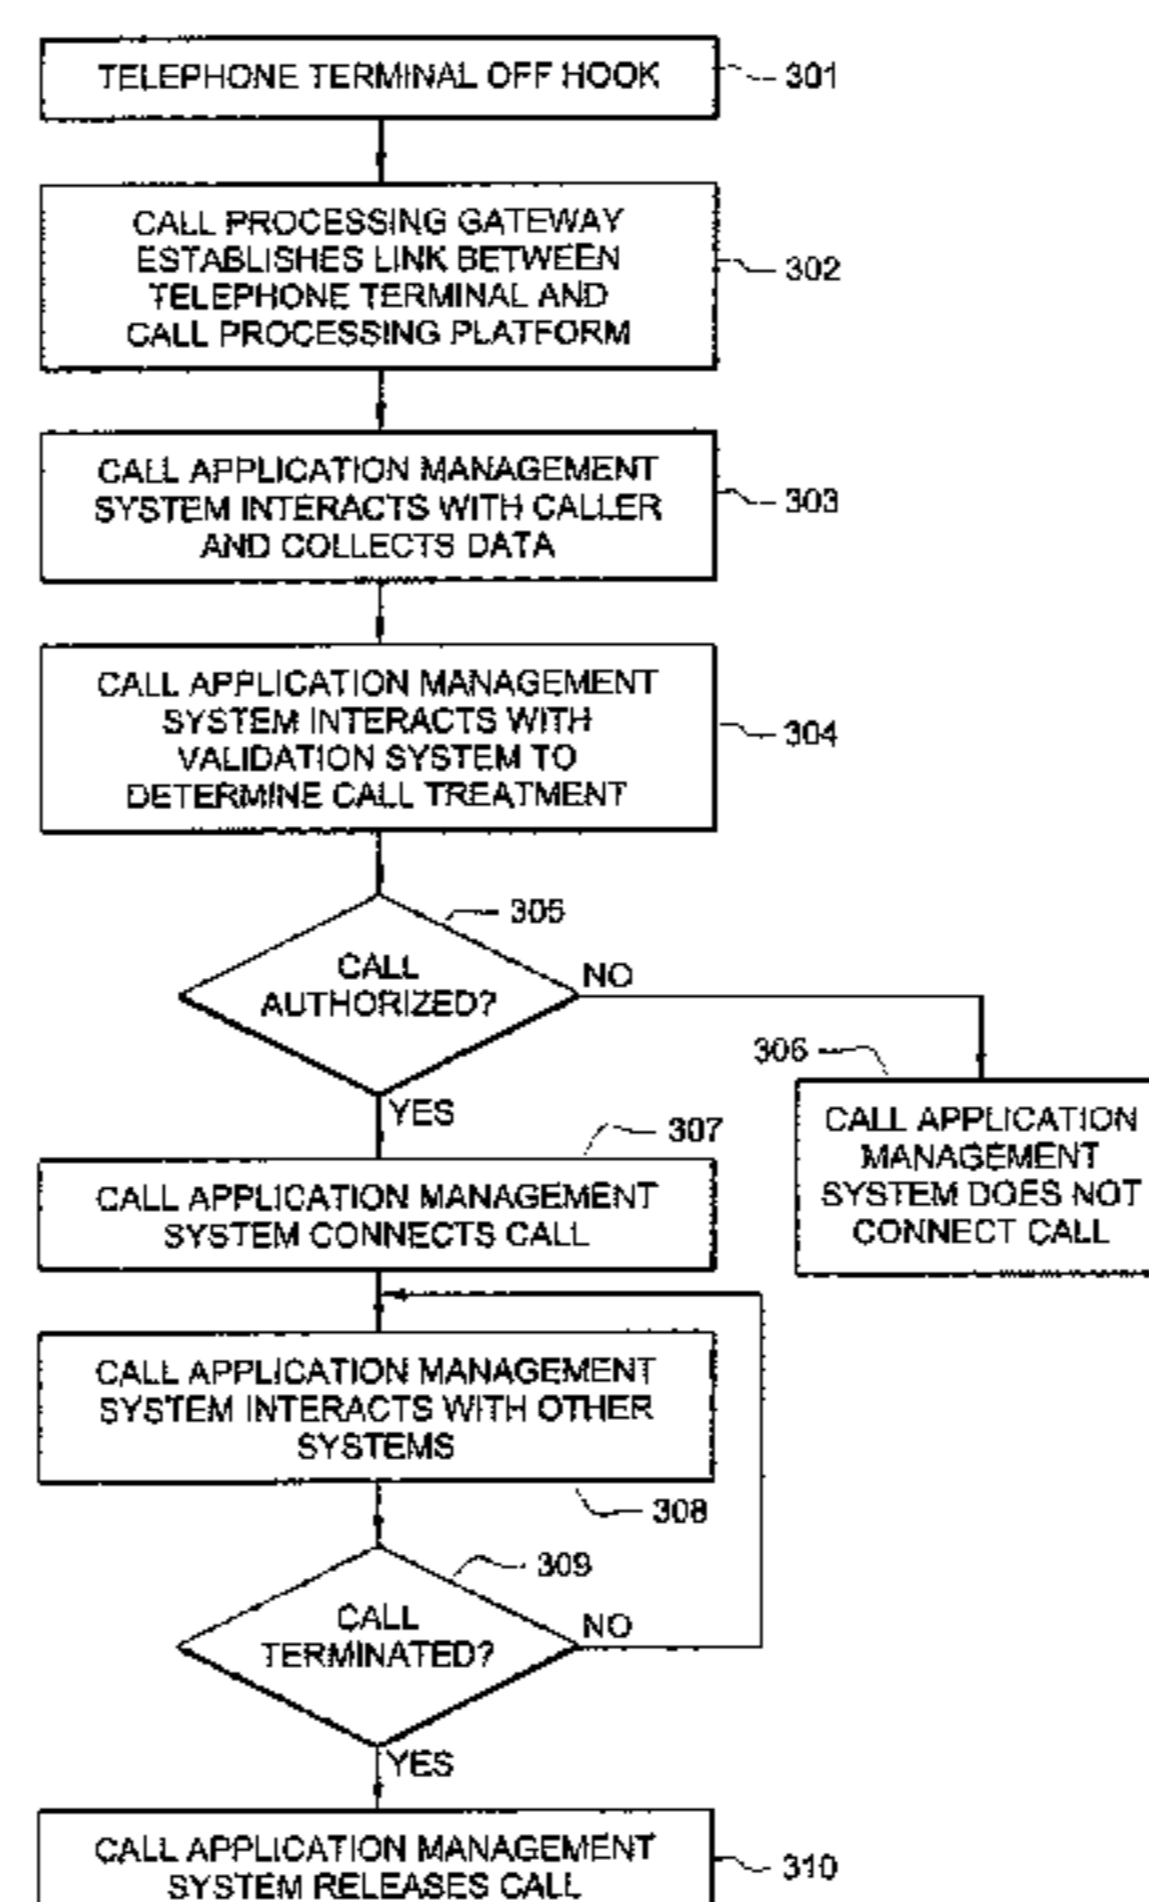 TELEPHONE TERMINAL OFF HOOK
301
CALL PROCESSING GATEWAY
ESTABLISHES LINK BETWEEN
TELEPHONE TERMINAL AND
CALL PROCESSING PLATFORM
302
CALL APPLICATION MANAGEMENT
SYSTEM INTERACTS WITH CALLER
AND COLLECTS DATA
303
CALL APPLICATION MANAGEMENT
SYSTEM INTERACTS WITH
VALIDATION SYSTEM TO
DETERMINE CALL TREATMENT
304
305
CALL
AUTHORIZED?
NO
YES
306
CALL APPLICATION
MANAGEMENT
SYSTEM DOES NOT
CONNECT CALL
307
CALL APPLICATION MANAGEMENT
SYSTEM CONNECTS CALL
CALL APPLICATION MANAGEMENT
SYSTEM INTERACTS WITH OTHER
SYSTEMS
308
309
CALL
TERMINATED?
NO
YES
CALL APPLICATION MANAGEMENT
SYSTEM RELEASES CALL
310